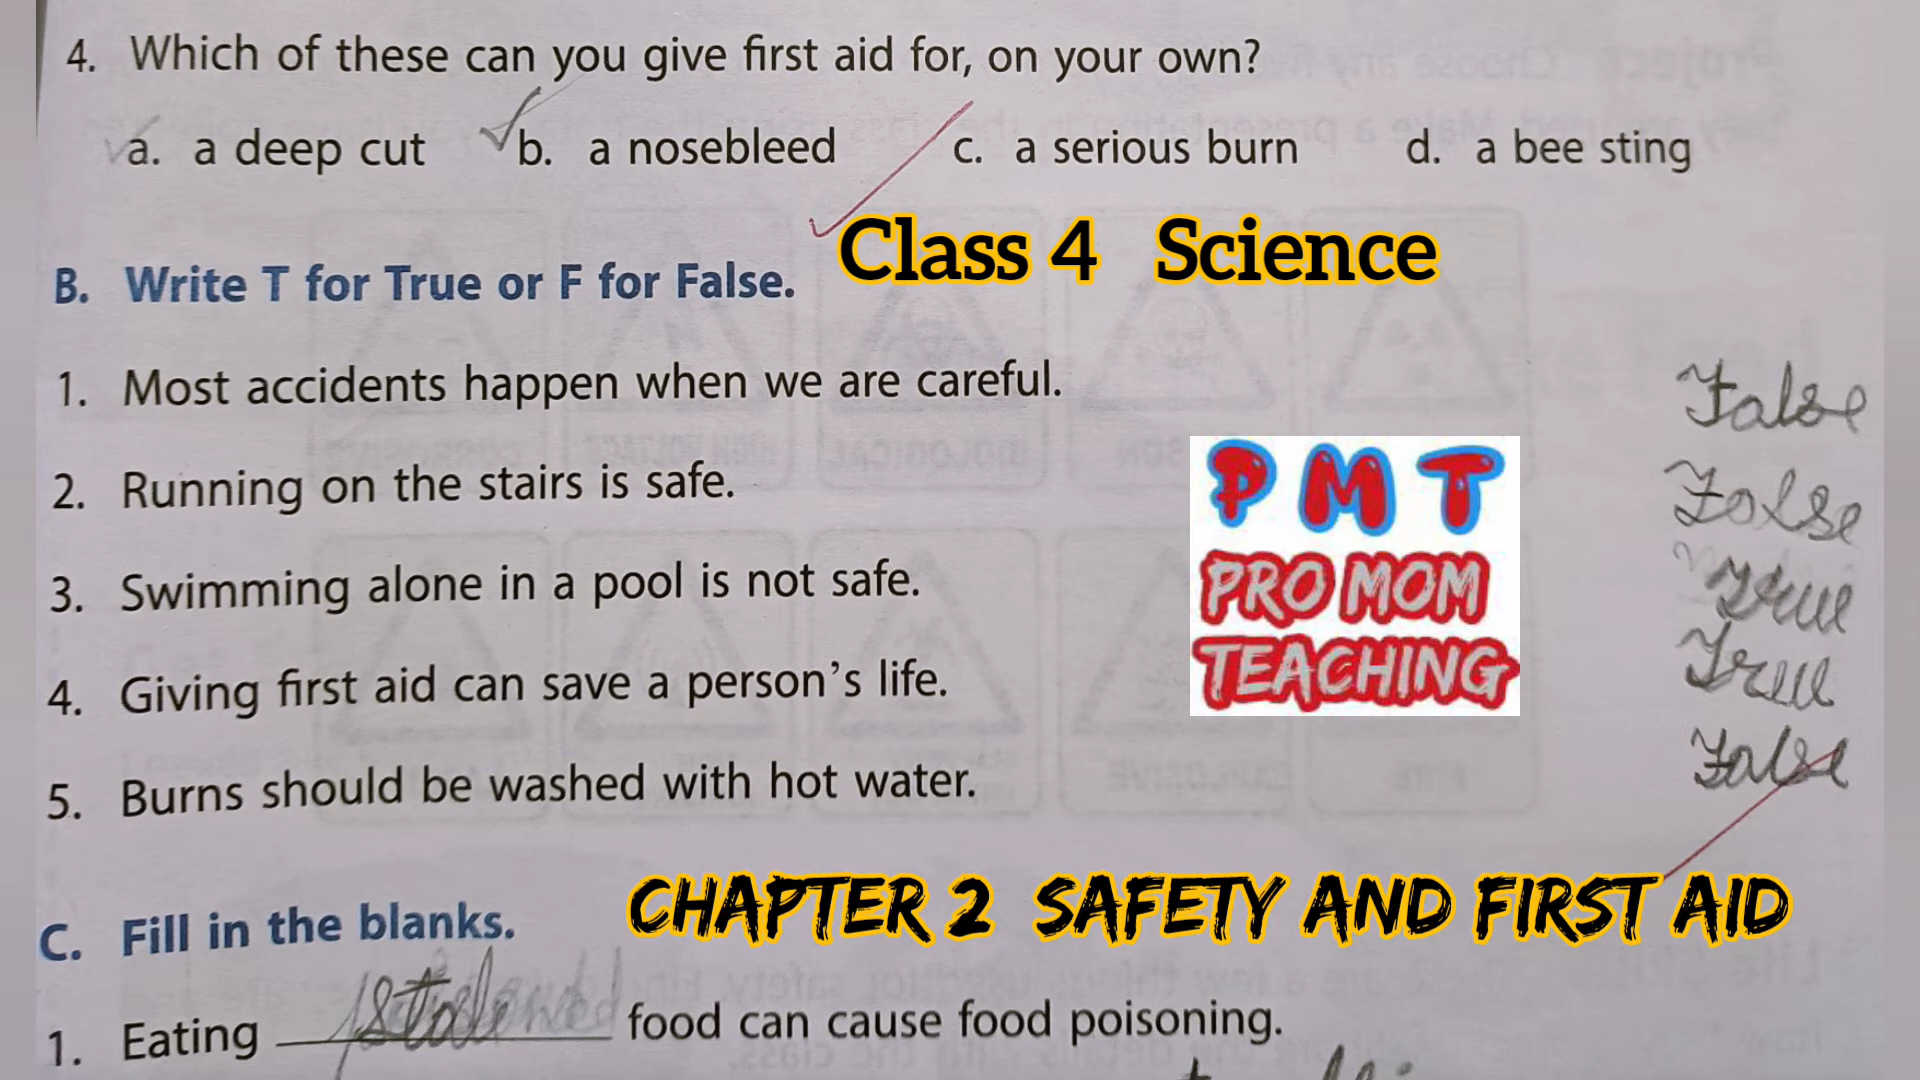 4. Which of these can you give first aid for, on your own?
a. a deep cut b. a nosebleed c. a serious burn d. a bee sting
Class 4 Science
B. Write T for True or F for False.
1. Most accidents happen when we are careful. False
2. Running on the stairs is safe. False
3. Swimming alone in a pool is not safe. True
4. Giving first aid can save a person's life. True
5. Burns should be washed with hot water. False
PMT
PRO MOM
TEACHING
CHAPTER 2 SAFETY AND FIRST AID
C. Fill in the blanks.
1. Eating food can cause food poisoning.